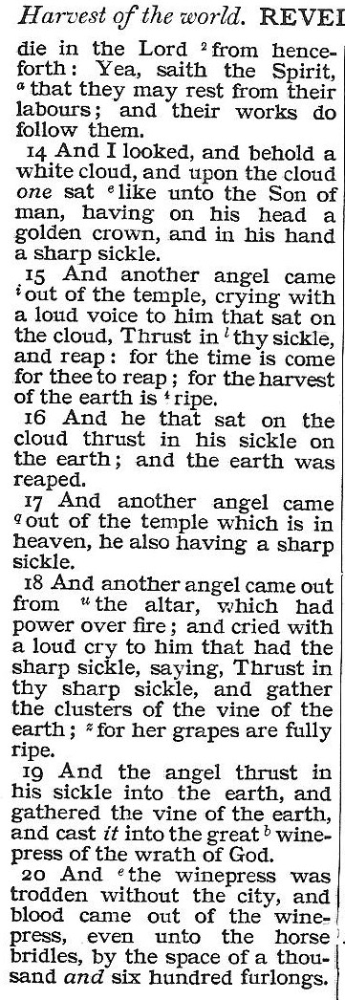 Harvest of the world. REVEL
die in the Lord ² from hence-
forth: Yea, saith the Spirit,
ᵃ that they may rest from their
labours; and their works do
follow them.
14 And I looked, and behold a
white cloud, and upon the cloud
one sat ᵉ like unto the Son of
man, having on his head a
golden crown, and in his hand
a sharp sickle.
15 And another angel came
ⁱ out of the temple, crying with
a loud voice to him that sat on
the cloud, Thrust in ˡ thy sickle,
and reap: for the time is come
for thee to reap; for the harvest
of the earth is ⁴ ripe.
16 And he that sat on the
cloud thrust in his sickle on
the earth; and the earth was
reaped.
17 And another angel came
q out of the temple which is in
heaven, he also having a sharp
sickle.
18 And another angel came out
from ᵘ the altar, which had
power over fire; and cried with
a loud cry to him that had the
sharp sickle, saying, Thrust in
thy sharp sickle, and gather
the clusters of the vine of the
earth; ᶻ for her grapes are fully
ripe.
19 And the angel thrust in
his sickle into the earth, and
gathered the vine of the earth,
and cast it into the great ᵇ wine-
press of the wrath of God.
20 And ᵉ the winepress was
trodden without the city, and
blood came out of the wine-
press, even unto the horse
bridles, by the space of a thou-
sand and six hundred furlongs.